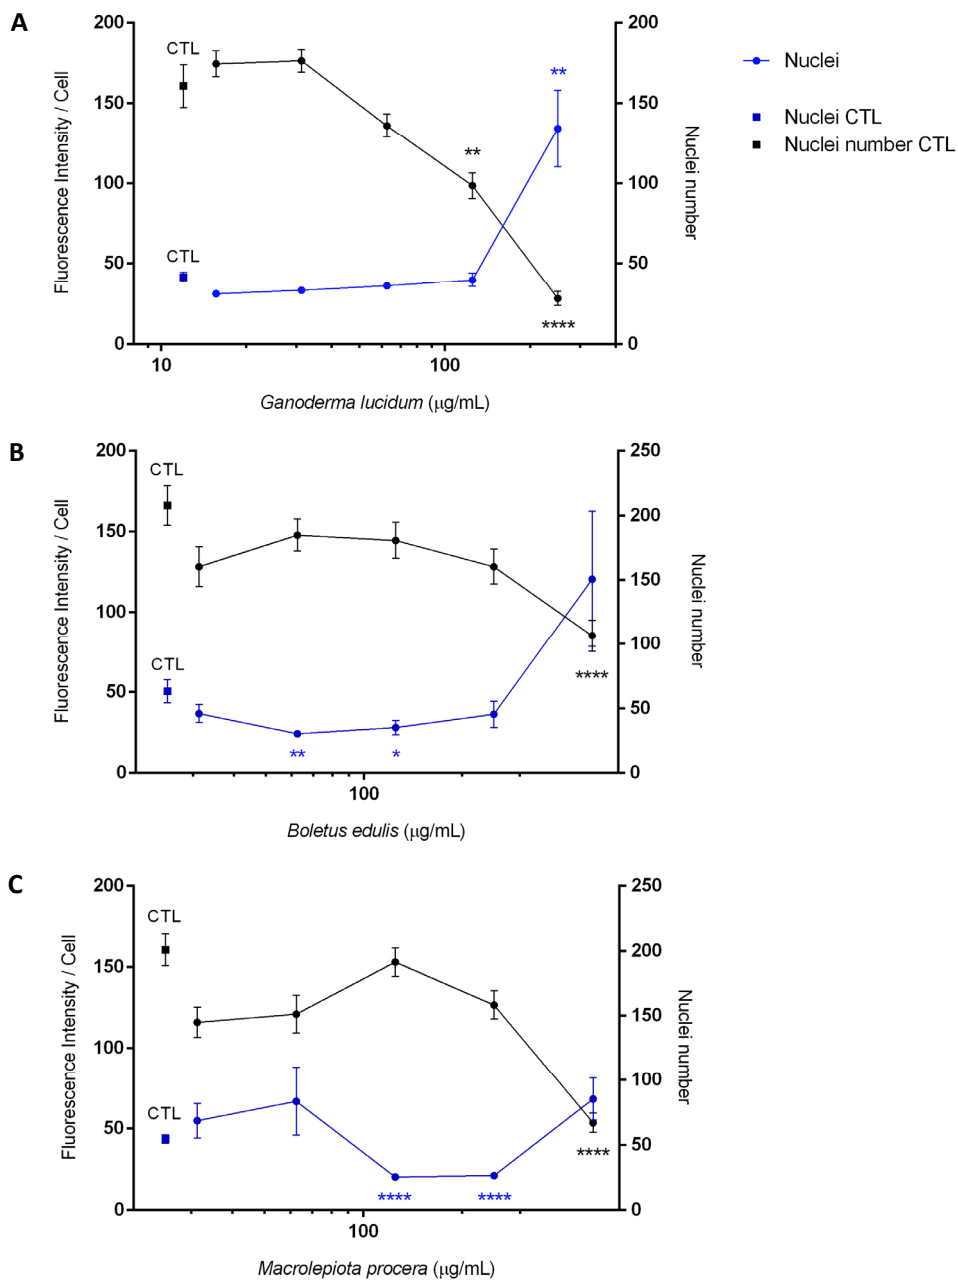 A
200
150
100
50
0
Fluorescence Intensity / Cell
CTL
CTL
**
**
****
200
150
100
50
0
Nuclei number
10
100
Ganoderma lucidum (µg/mL)
Nuclei
Nuclei CTL
Nuclei number CTL
B
200
150
100
50
0
Fluorescence Intensity / Cell
CTL
CTL
**
*
****
250
200
150
100
50
0
Nuclei number
100
Boletus edulis (µg/mL)
C
200
150
100
50
0
Fluorescence Intensity / Cell
CTL
CTL
****
****
****
250
200
150
100
50
0
Nuclei number
100
Macrolepiota procera (µg/mL)